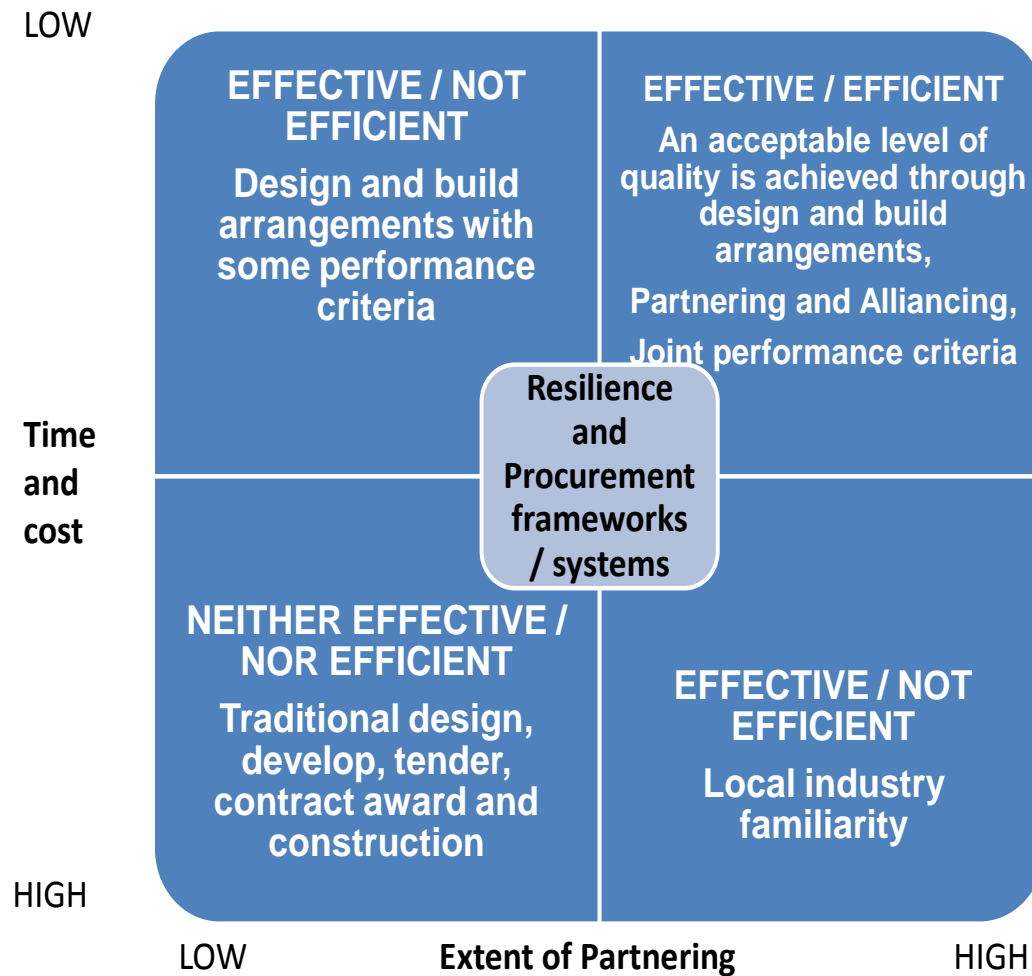 LOW
EFFECTIVE / NOT
EFFICIENT
Design and build
arrangements with
some performance
criteria
EFFECTIVE / EFFICIENT
An acceptable level of
quality is achieved through
design and build
arrangements,
Partnering and Alliancing,
Joint performance criteria
Time
and
cost
Resilience
and
Procurement
frameworks
/ systems
NEITHER EFFECTIVE /
NOR EFFICIENT
Traditional design,
develop, tender,
contract award and
construction
EFFECTIVE / NOT
EFFICIENT
Local industry
familiarity
HIGH
LOW
Extent of Partnering
HIGH